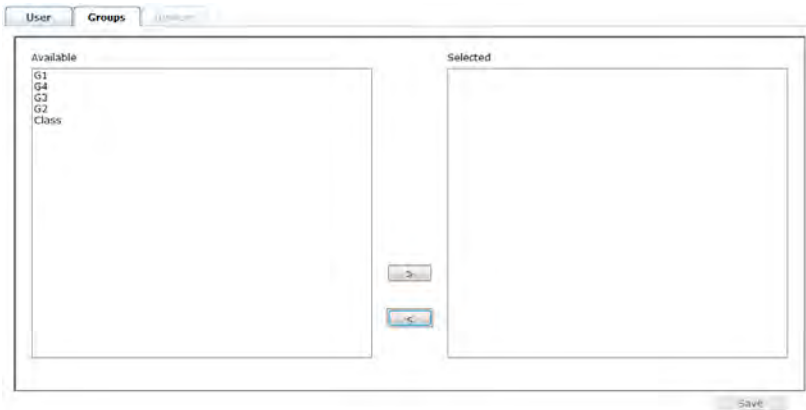 User Groups
Available Selected
G1
G4
G3
G2
Class
>
<
Save